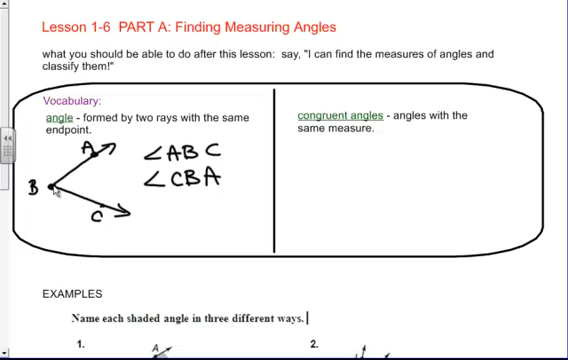 Lesson 1-6 PART A: Finding Measuring Angles
what you should be able to do after this lesson: say, "I can find the measures of angles and
classify them!"
Vocabulary:
angle - formed by two rays with the same
endpoint.
A
B
C
∠ABC
∠CBA
congruent angles - angles with the
same measure.
EXAMPLES
Name each shaded angle in three different ways.
1.
A
2.